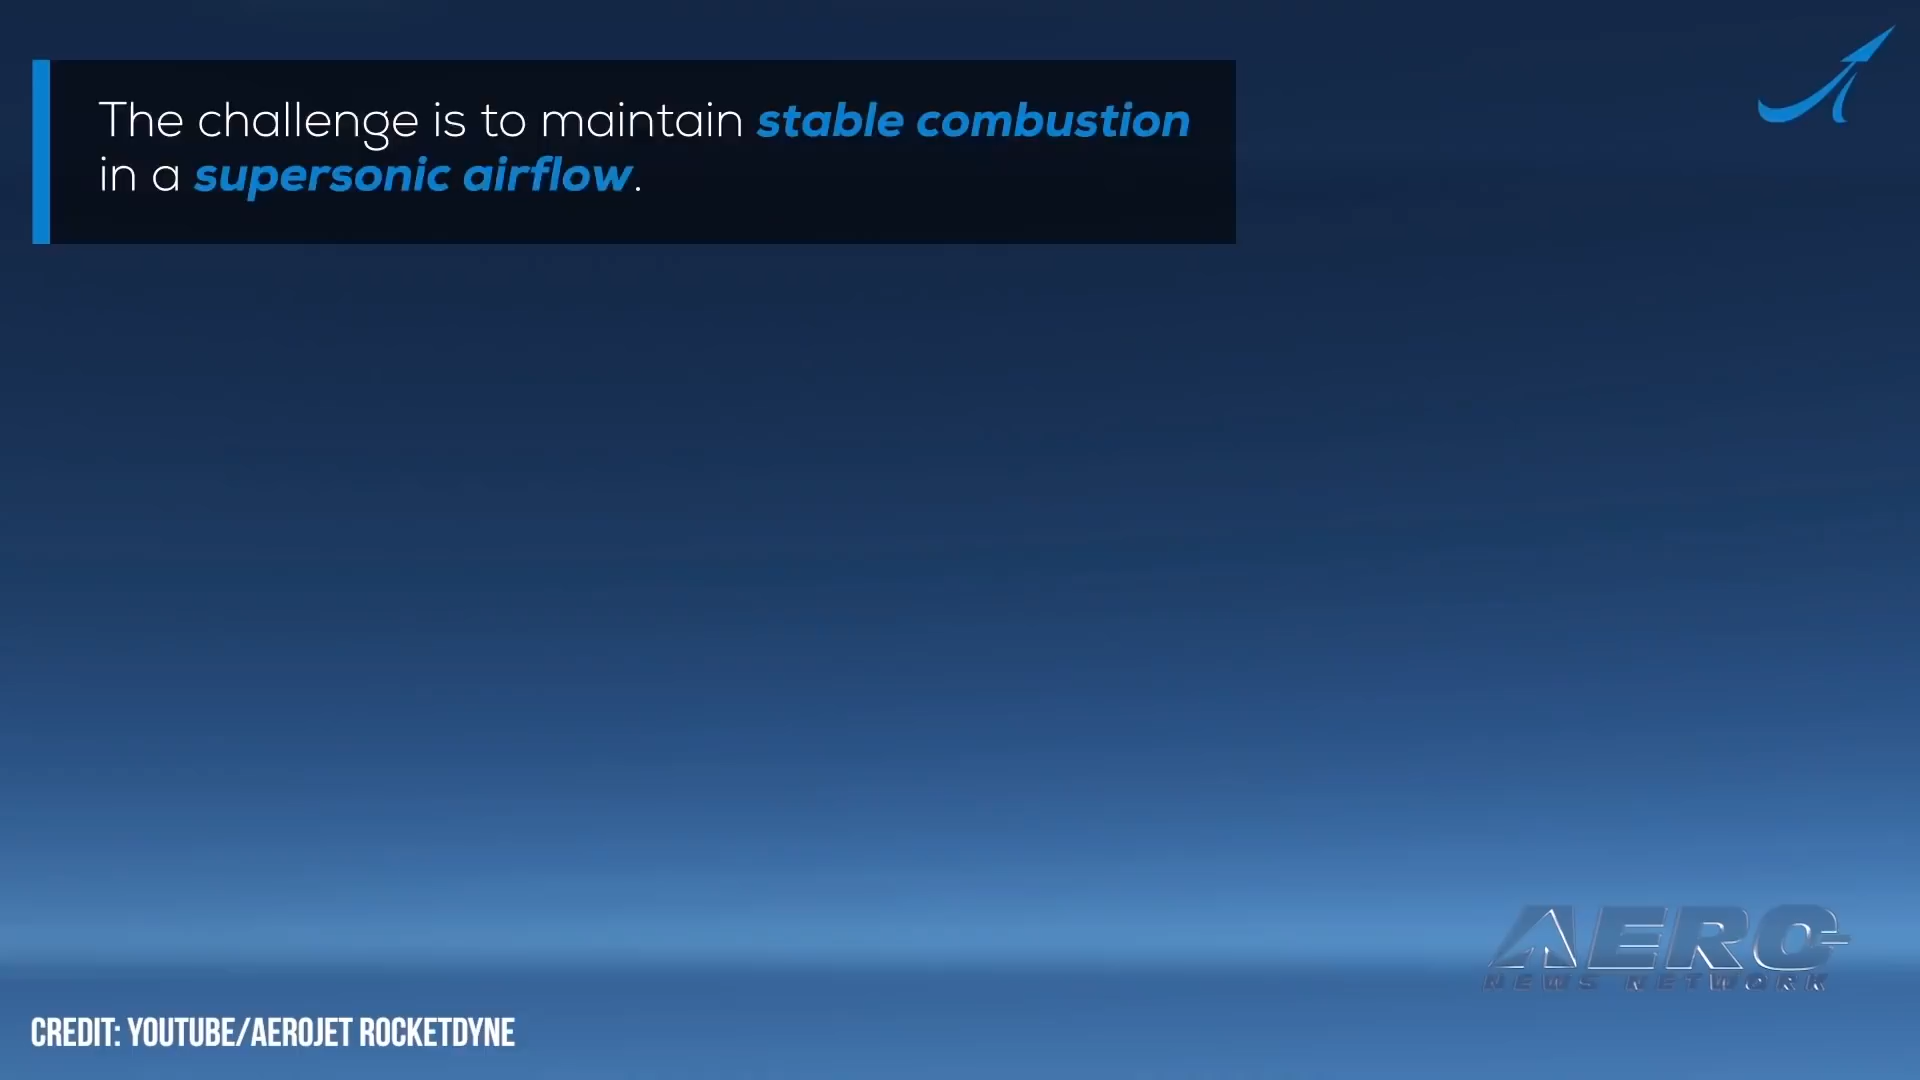 The challenge is to maintain stable combustion
in a supersonic airflow.
AERO
NEWS NETWORK
CREDIT: YOUTUBE/AEROJET ROCKETDYNE